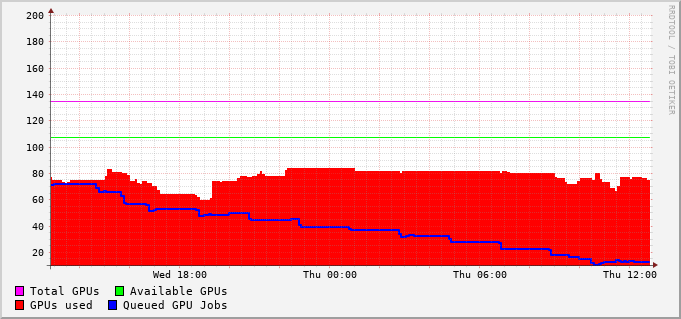 200
180
160
140
120
100
80
60
40
20
Wed 18:00 Thu 00:00 Thu 06:00 Thu 12:00
Total GPUs Available GPUs
GPUs used Queued GPU Jobs
RRDTOOL / TOBI OETIKER